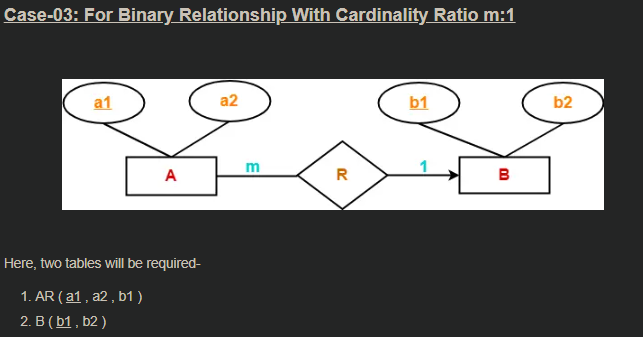 Case-03: For Binary Relationship With Cardinality Ratio m:1
a1 a2 b1 b2
A m R 1 B
Here, two tables will be required-
1. AR ( a1 , a2 , b1 )
2. B ( b1 , b2 )